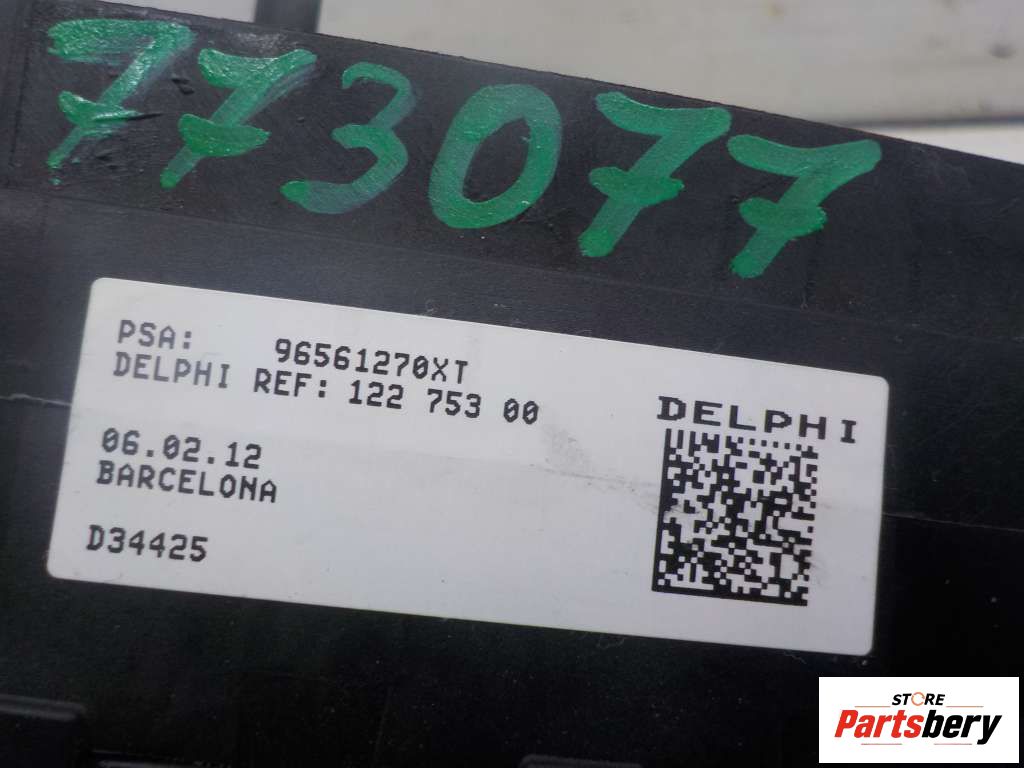 773077
PSA: 96561270XT
DELPHI REF: 122 753 00
DELPHI
06.02.12
BARCELONA
D34425
STORE
Partsbery